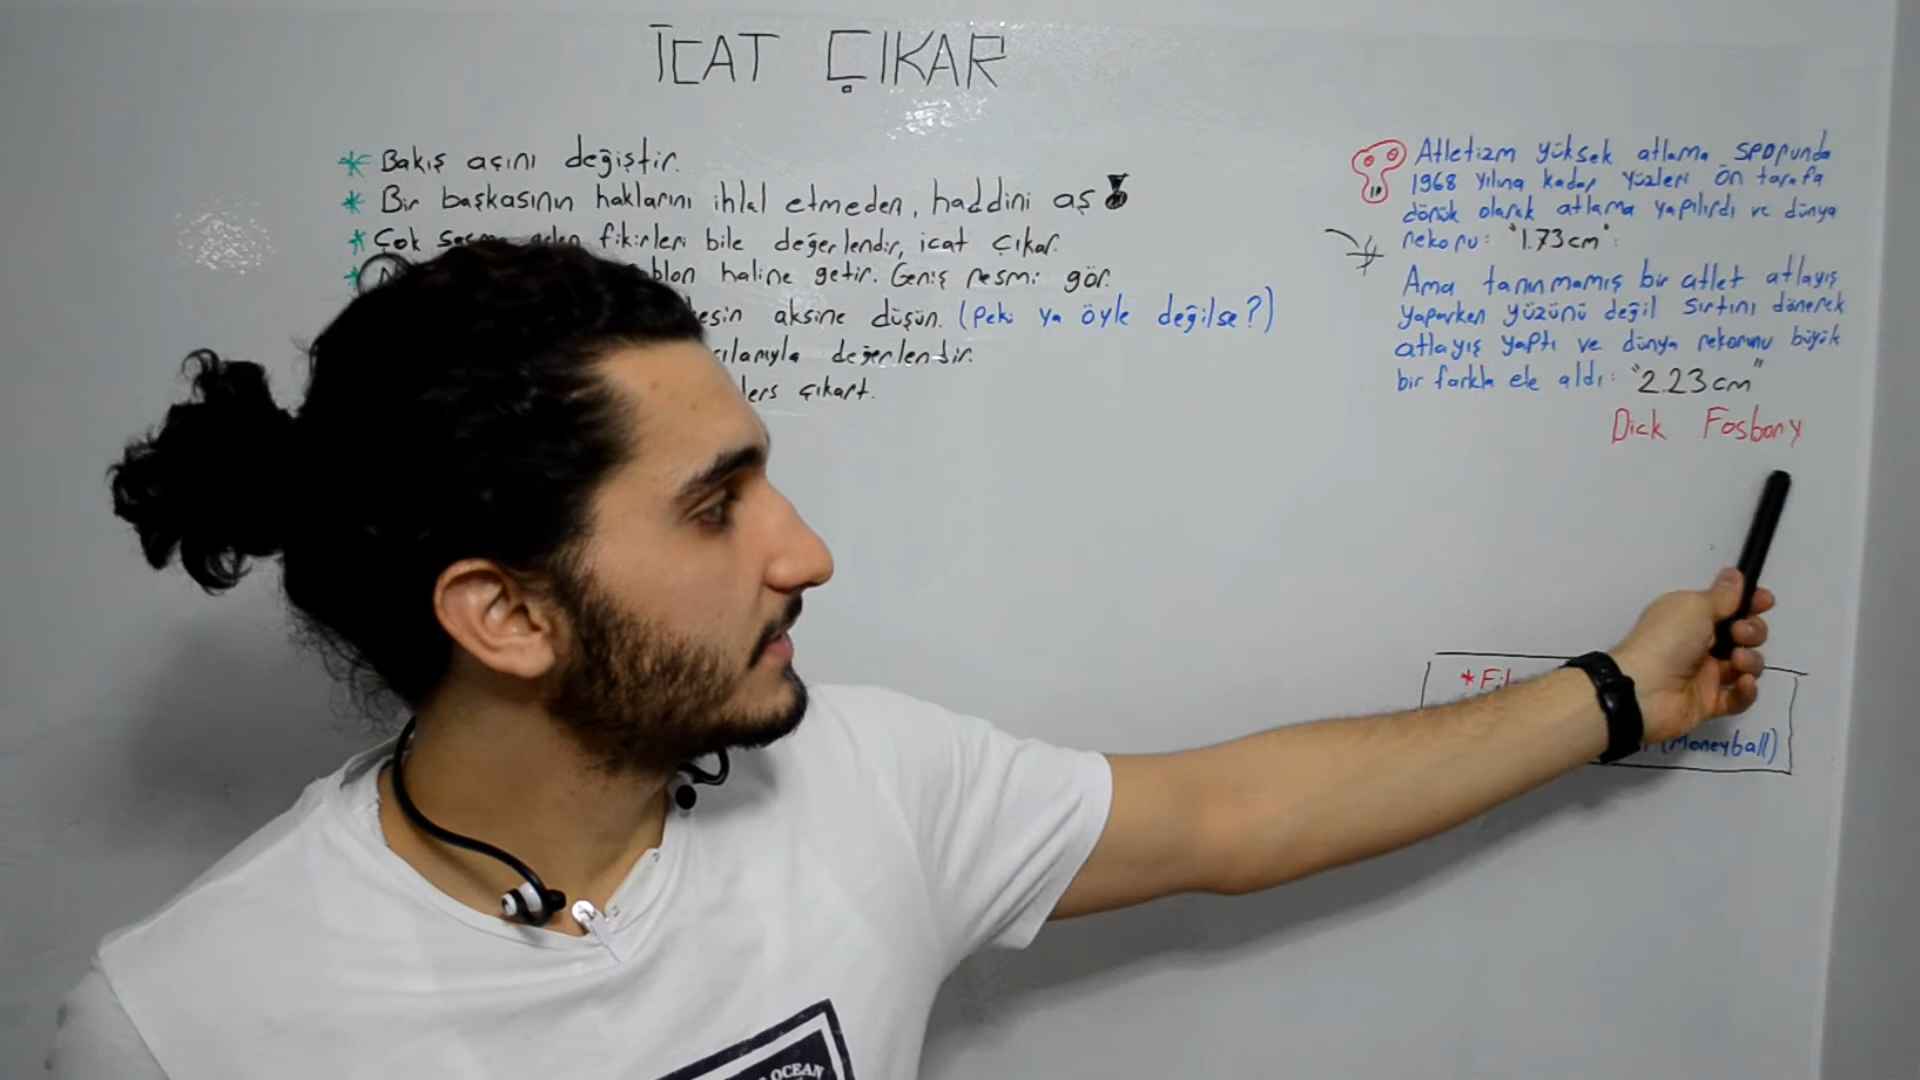 İCAT ÇIKAR
* Bakış açını değiştir.
* Bir başkasının haklarını ihlal etmeden, haddini aş
* Çok fikirleri bile değerlendir, icat çıkar.
haline getir. Geniş resmi gör.
aksine düşün. (Peki ya öyle değilse?)
değerlendir.
ders çıkart.
Atletizm yüksek atlama sporunda
1968 yılına kadar yüzleri ön tarafa
dönük olarak atlama yapılırdı ve dünya
rekoru: "1.73cm"
Ama tanınmamış bir atlet atlayış
yaparken yüzünü değil sırtını dönerek
atlayış yaptı ve dünya rekorunu büyük
bir farkla ele aldı: "2.23cm"
Dick Fosbory
(Moneyball)
OCEAN